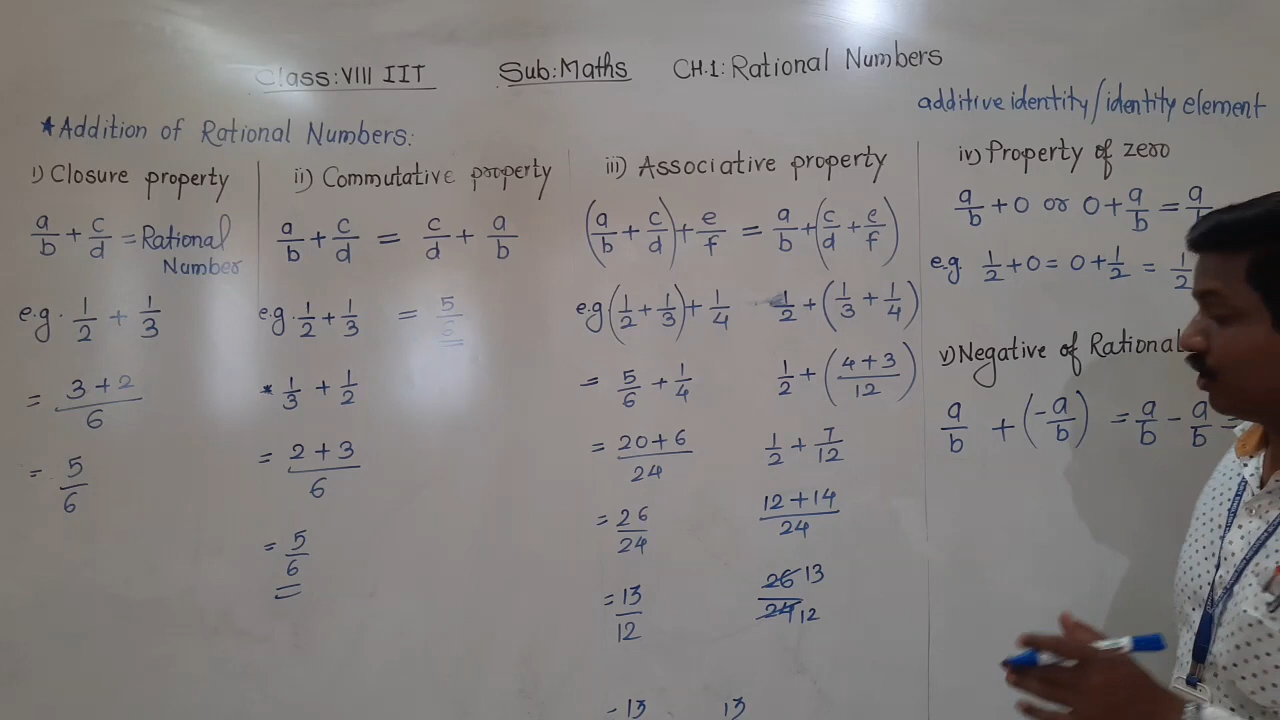 Class: VIII IIT Sub: Maths CH.1: Rational Numbers
additive identity/identity element
*Addition of Rational Numbers:
i) Closure property
a/b + c/d = Rational
Number
e.g. 1/2 + 1/3
= (3+2)/6
= 5/6
ii) Commutative property
a/b + c/d = c/d + a/b
e.g. 1/2 + 1/3 = 5/6
* 1/3 + 1/2
= (2+3)/6
= 5/6
iii) Associative property
(a/b + c/d) + e/f = a/b + (c/d + e/f)
e.g (1/2 + 1/3) + 1/4 1/2 + (1/3 + 1/4)
= 5/6 + 1/4 1/2 + ((4+3)/12)
= (20+6)/24 1/2 + 7/12
= 26/24 (12+14)/24
= 13/12 26/24 13 12
13 13
iv) Property of zero
a/b + 0 or 0 + a/b = a/b
e.g. 1/2 + 0 = 0 + 1/2 = 1/2
v) Negative of Rational
a/b + (-a/b) = a/b - a/b =